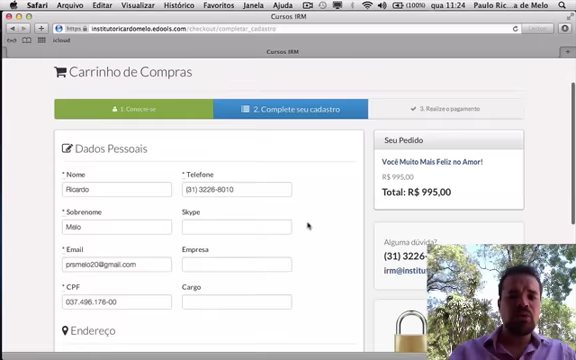 Safari Arquivo Editar Visualizar Histórico Favoritos Janela Ajuda (100%) qua 11:24 Paulo Ric... a de Melo
Cursos IRM
institutoricardomelo.edools.com/checkout/completar_cadastro
icloud
Cursos IRM
Carrinho de Compras
1. Conecte-se
2. Complete seu cadastro
3. Realize o pagamento
Dados Pessoais
* Nome
* Telefone
Ricardo
(31) 3226-8010
* Sobrenome
Skype
Melo
* Email
Empresa
prsmelo20@gmail.com
* CPF
Cargo
037.496.176-00
Endereço
Seu Pedido
Você Muito Mais Feliz no Amor!
R$ 995,00
Total: R$ 995,00
Alguma dúvida?
(31) 3226-
irm@institu